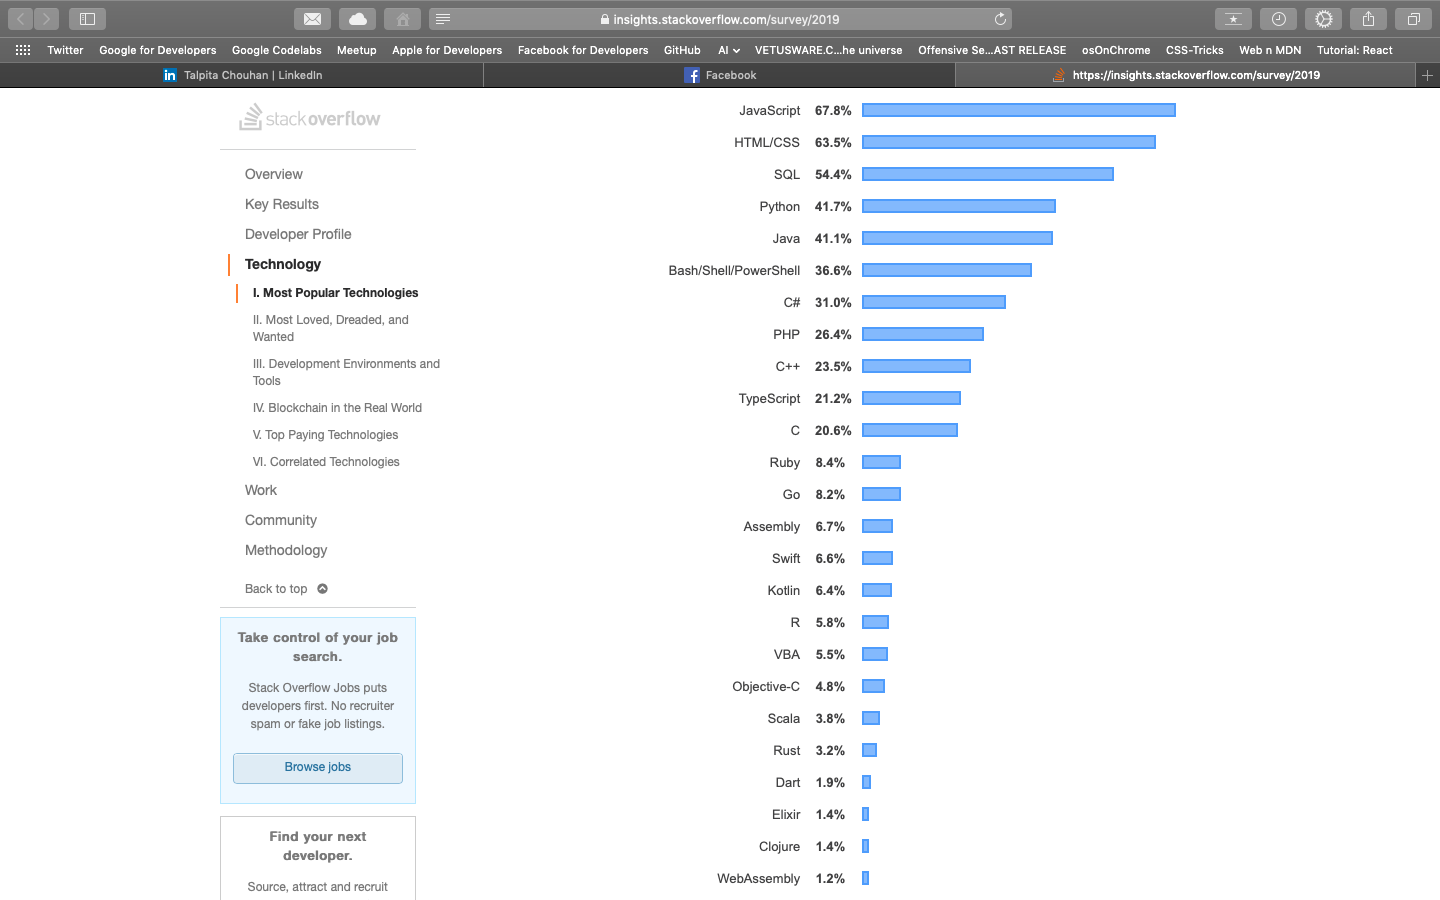 insights.stackoverflow.com/survey/2019
Twitter Google for Developers Google Codelabs Meetup Apple for Developers Facebook for Developers GitHub AI VETUSWARE.C...he universe Offensive Se...AST RELEASE osOnChrome CSS-Tricks Web n MDN Tutorial: React
in Talpita Chouhan | LinkedIn f Facebook https://insights.stackoverflow.com/survey/2019
stackoverflow
Overview
Key Results
Developer Profile
Technology
I. Most Popular Technologies
II. Most Loved, Dreaded, and
Wanted
III. Development Environments and
Tools
IV. Blockchain in the Real World
V. Top Paying Technologies
VI. Correlated Technologies
Work
Community
Methodology
Back to top
Take control of your job
search.
Stack Overflow Jobs puts
developers first. No recruiter
spam or fake job listings.
Browse jobs
Find your next
developer.
Source, attract and recruit
JavaScript 67.8%
HTML/CSS 63.5%
SQL 54.4%
Python 41.7%
Java 41.1%
Bash/Shell/PowerShell 36.6%
C# 31.0%
PHP 26.4%
C++ 23.5%
TypeScript 21.2%
C 20.6%
Ruby 8.4%
Go 8.2%
Assembly 6.7%
Swift 6.6%
Kotlin 6.4%
R 5.8%
VBA 5.5%
Objective-C 4.8%
Scala 3.8%
Rust 3.2%
Dart 1.9%
Elixir 1.4%
Clojure 1.4%
WebAssembly 1.2%